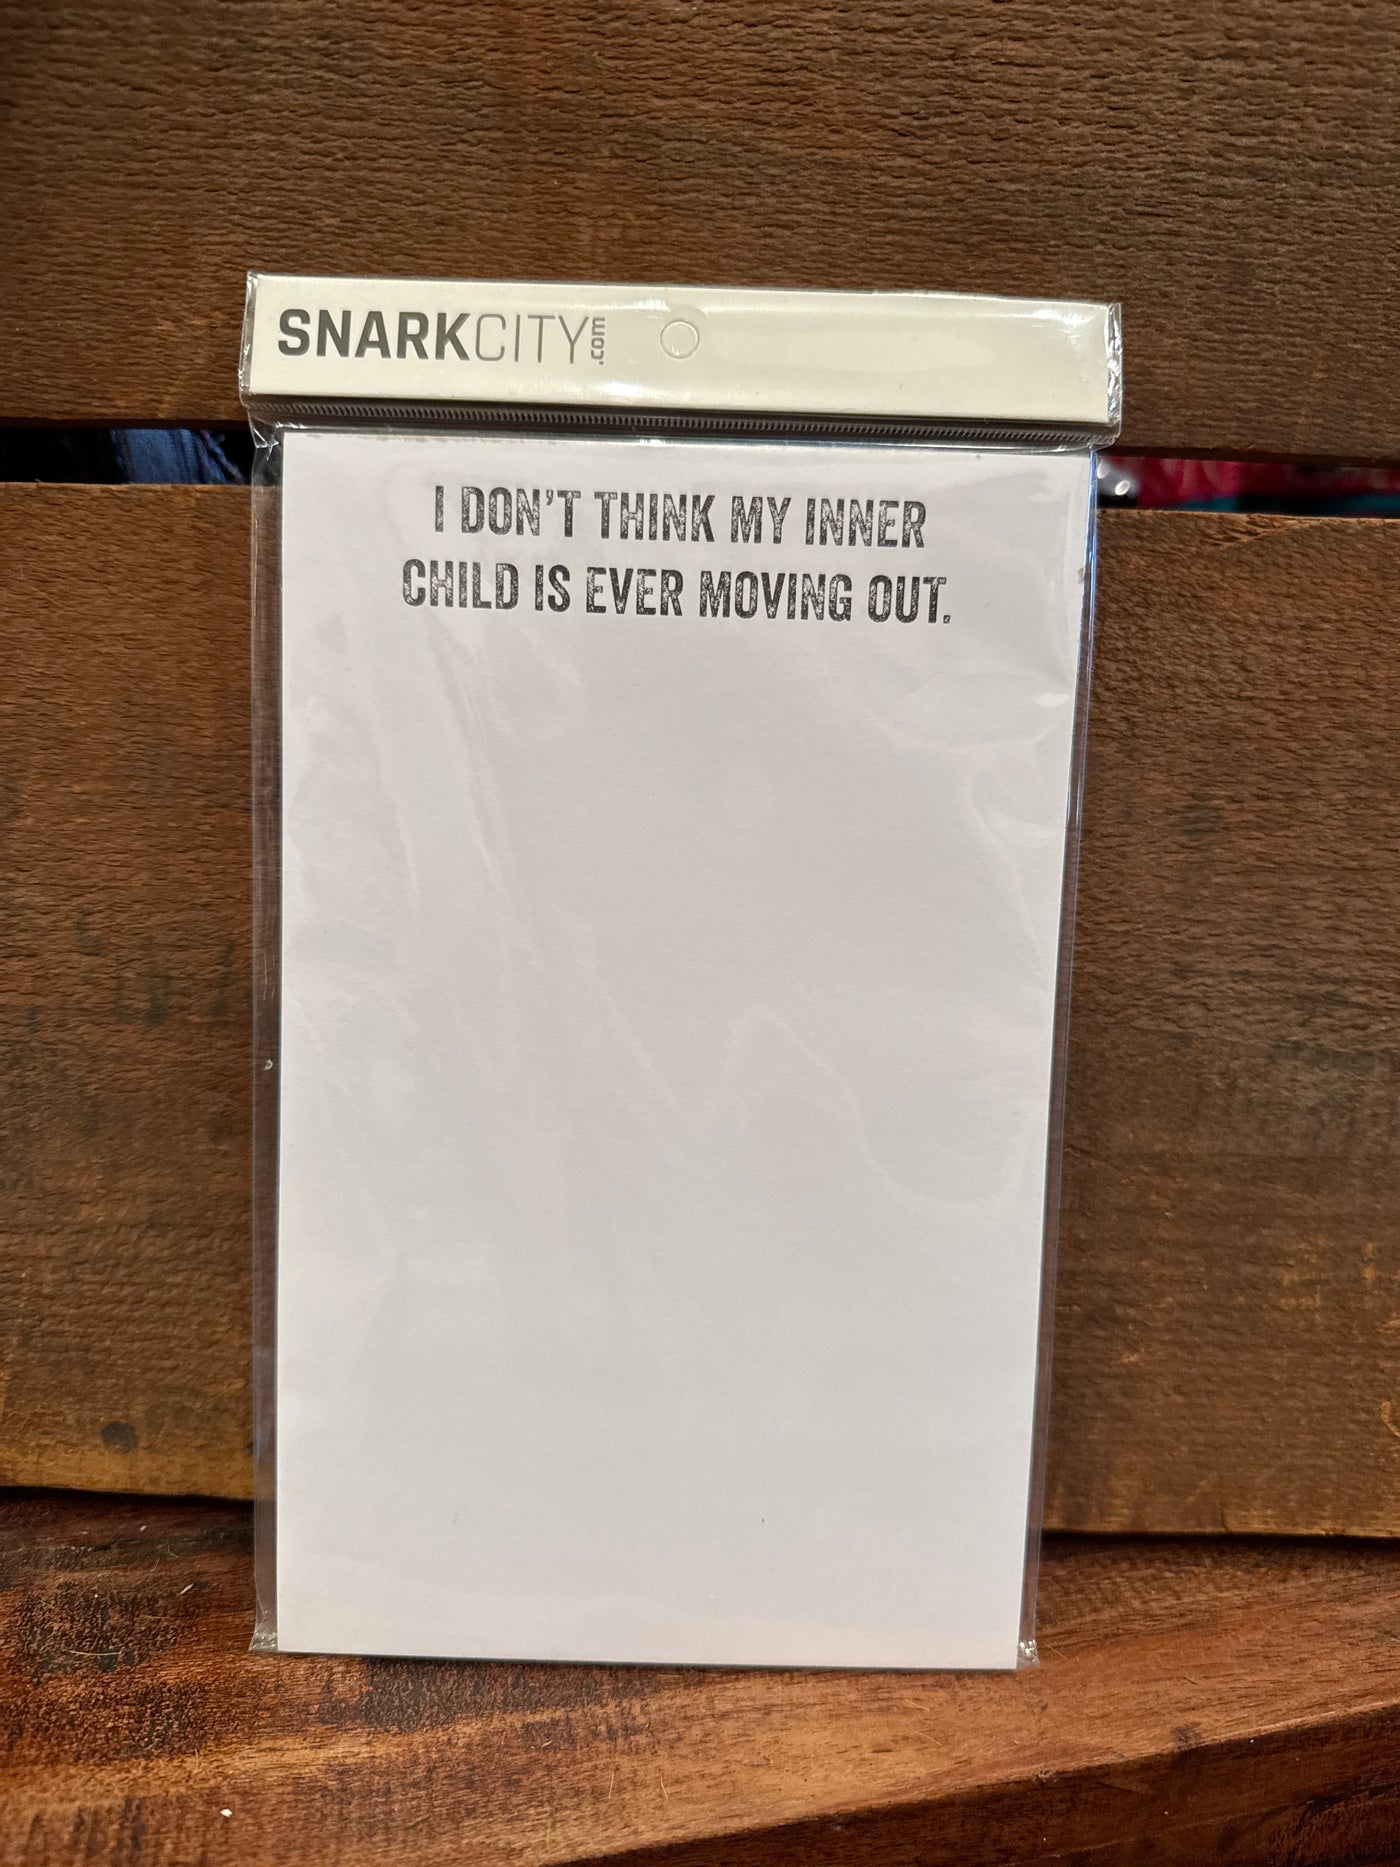 SNARKCITY.com
I DON'T THINK MY INNER
CHILD IS EVER MOVING OUT.